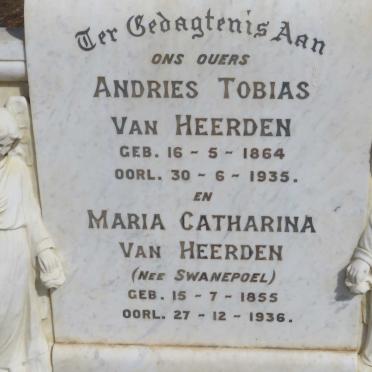 Ter Gedagtenis Aan
ONS OUERS
ANDRIES TOBIAS
VAN HEERDEN
GEB. 16 - 5 - 1864
OORL. 30 - 6 - 1935.
EN
MARIA CATHARINA
VAN HEERDEN
(NEE SWANEPOEL)
GEB. 15 - 7 - 1855
OORL. 27 - 12 - 1936.